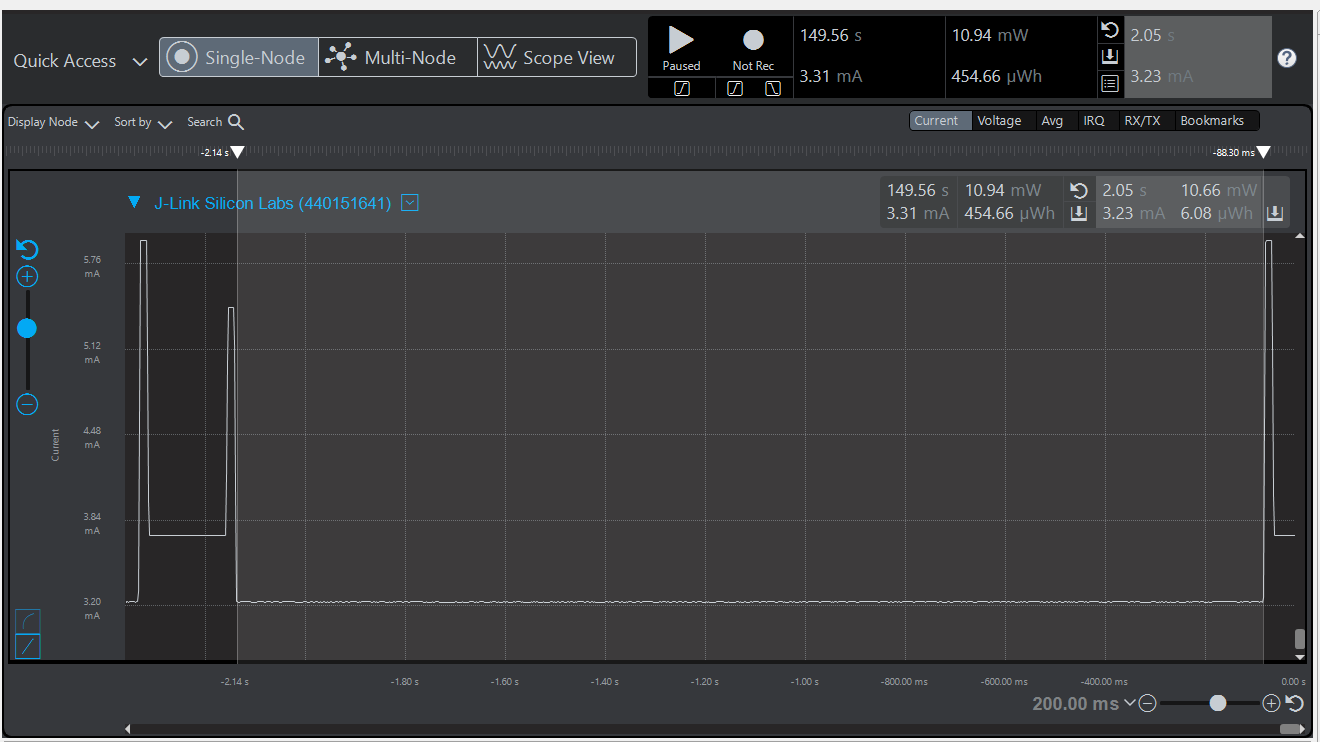 Quick Access
Single-Node
Multi-Node
Scope View
Paused
Not Rec
149.56 s
3.31 mA
10.94 mW
454.66 µWh
2.05 s
3.23 mA
?
Display Node
Sort by
Search
Current
Voltage
Avg
IRQ
RX/TX
Bookmarks
-2.14 s
-88.30 ms
J-Link Silicon Labs (440151641)
149.56 s
10.94 mW
2.05 s
10.66 mW
3.31 mA
454.66 µWh
3.23 mA
6.08 µWh
5.76
mA
5.12
mA
4.48
mA
3.84
mA
3.20
mA
Current
-2.14 s
-1.80 s
-1.60 s
-1.40 s
-1.20 s
-1.00 s
-800.00 ms
-600.00 ms
-400.00 ms
0.00 s
200.00 ms